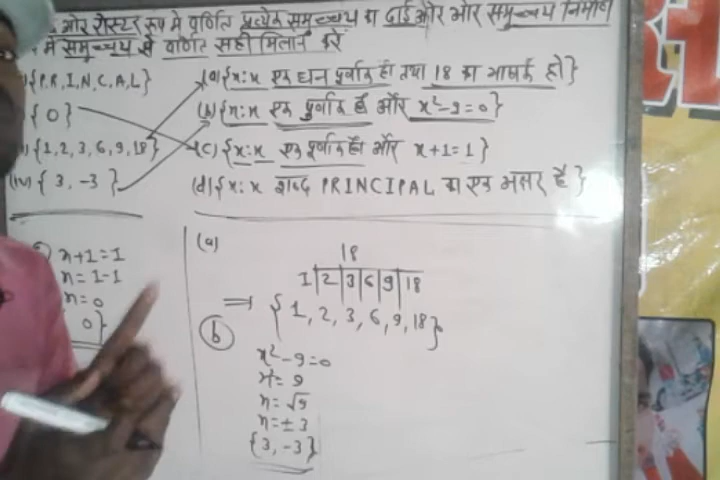 ओर रोस्टर रूप मे वर्णित प्रत्येक समुच्चय का दाईं ओर और समुच्चय निर्माण
मे समुच्चय से वर्णित सही मिलान करें
{P,R,I,N,C,A,L}
(a) {x:x एक धन पूर्णांक है तथा 18 का भाजक हो}
{0}
(b) {x:x एक पूर्णांक है और x²-9=0}
{1,2,3,6,9,18}
(c) {x:x एक पूर्णांक है और x+1=1}
(iv) {3,-3}
(d) {x:x शब्द PRINCIPAL का एक अक्षर है}
x+1=1
x=1-1
x=0
0}
(a)
18
1|2|3|6|9|18
⇒ {1,2,3,6,9,18}
(b)
x²-9=0
x²=9
x=√9
x=±3
{3,-3}